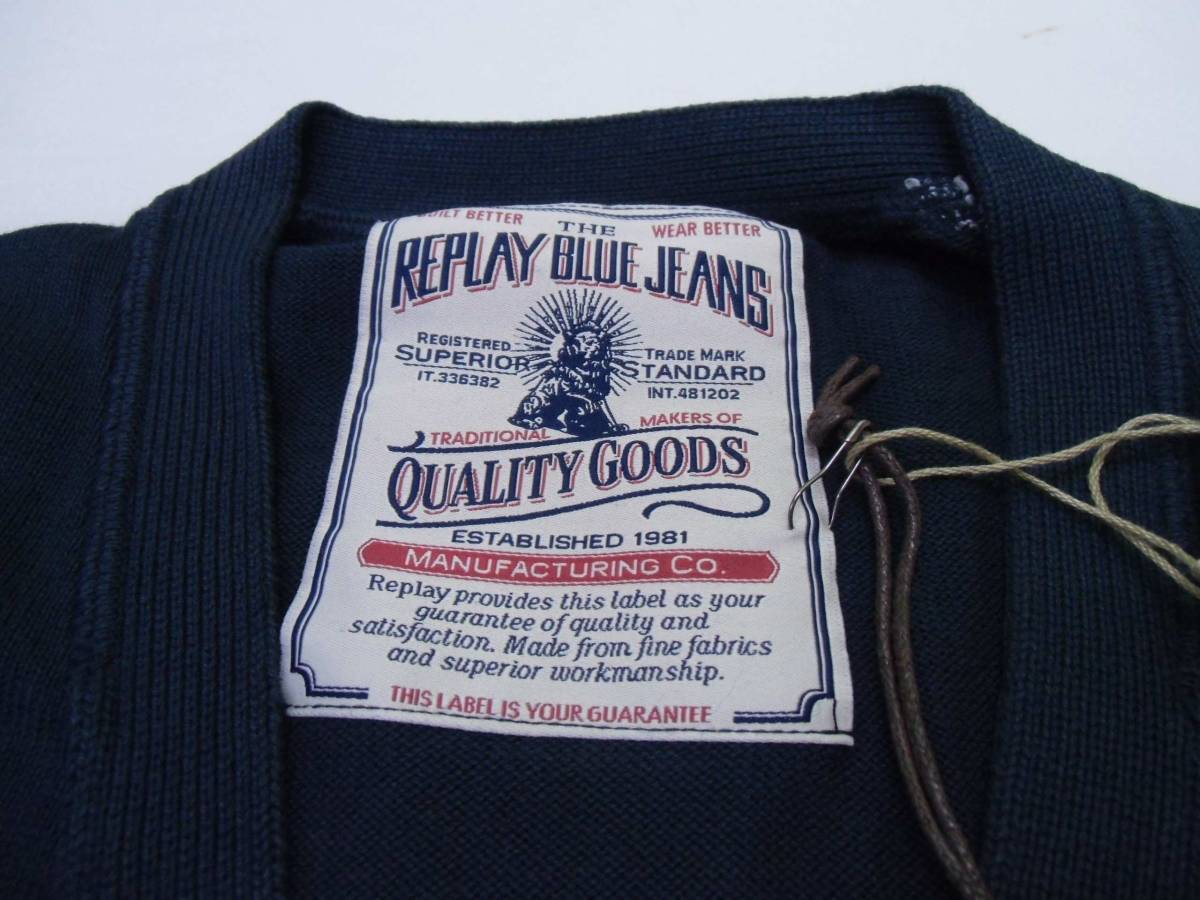 BUILT BETTER THE WEAR BETTER
REPLAY BLUE JEANS
REGISTERED TRADE MARK
SUPERIOR STANDARD
IT.336382 INT.481202
TRADITIONAL MAKERS OF
QUALITY GOODS
ESTABLISHED 1981
MANUFACTURING CO.
Replay provides this label as your
guarantee of quality and
satisfaction. Made from fine fabrics
and superior workmanship.
THIS LABEL IS YOUR GUARANTEE